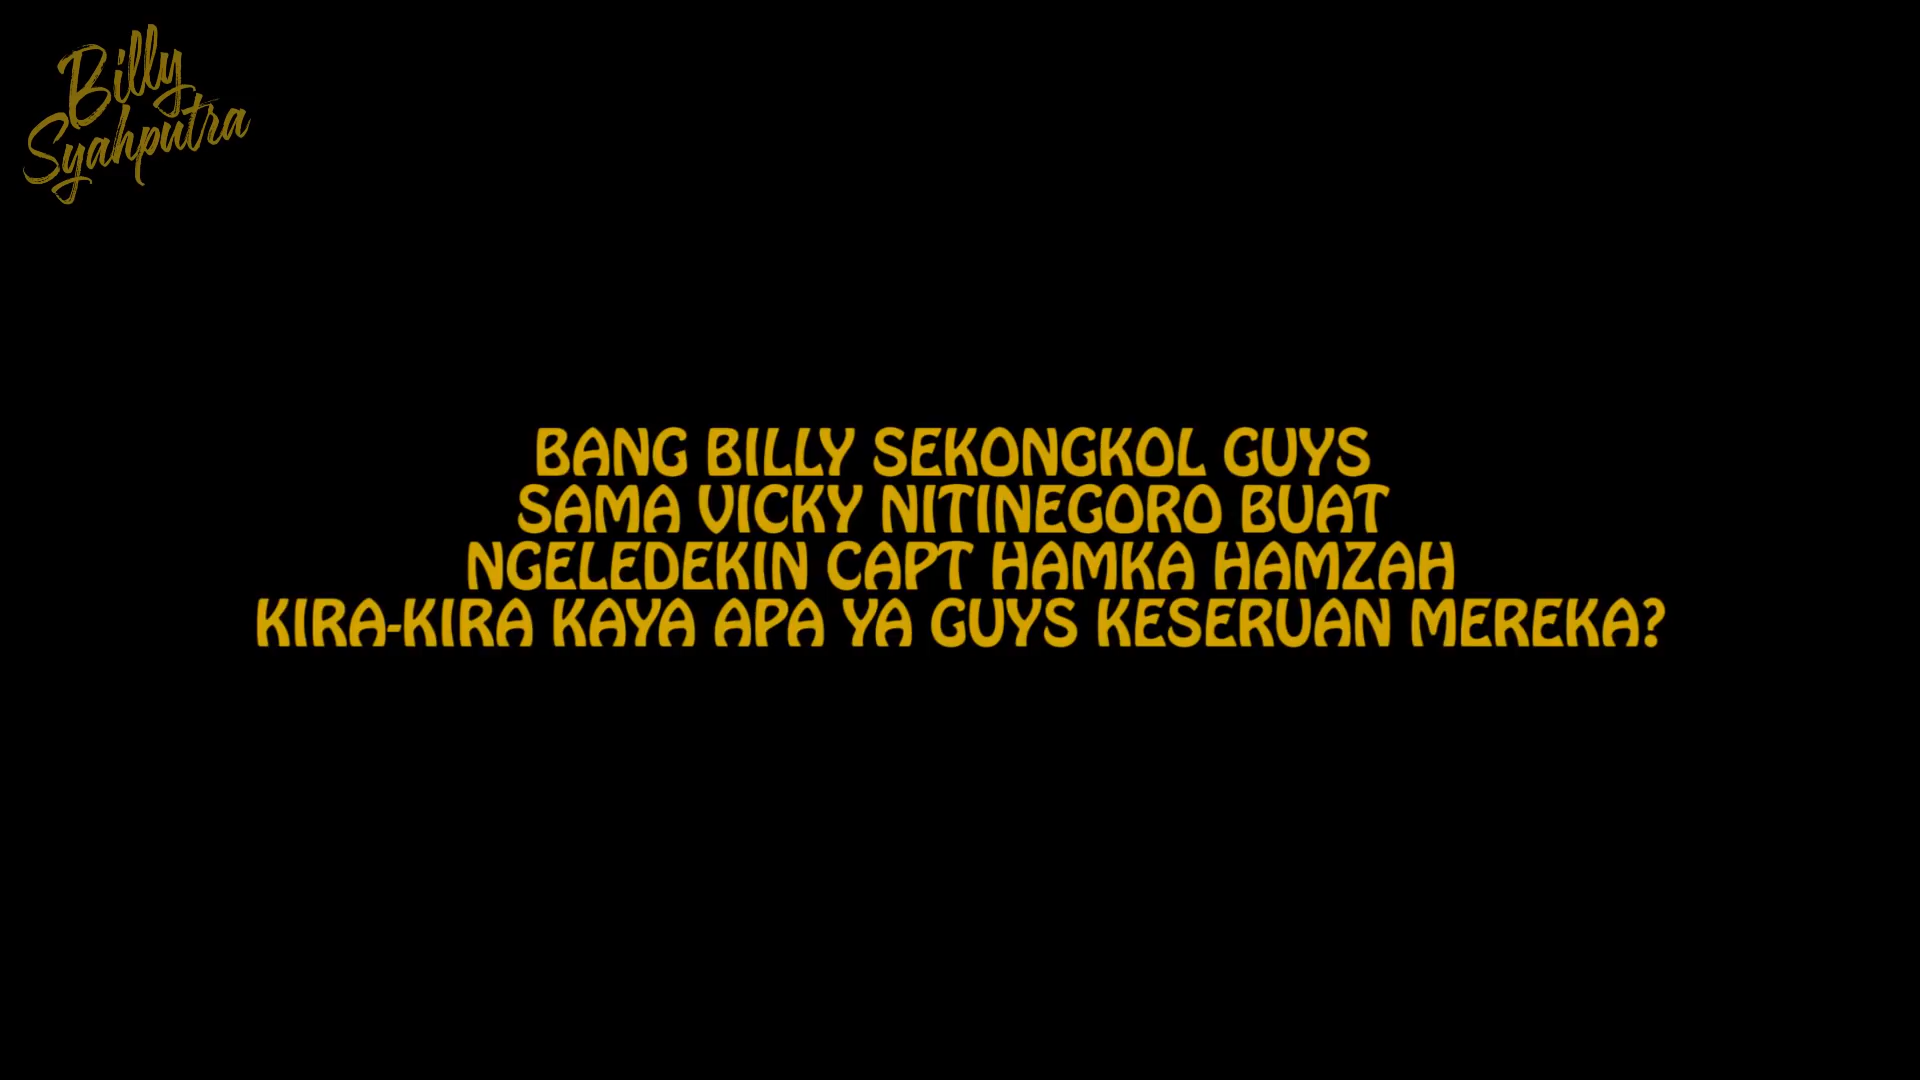 Billy
Syahputra
BANG BILLY SEKONGKOL GUYS
SAMA VICKY NITINEGORO BUAT
NGELEDEKIN CAPT HAMKA HAMZAH
KIRA-KIRA KAYA APA YA GUYS KESERUAN MEREKA?